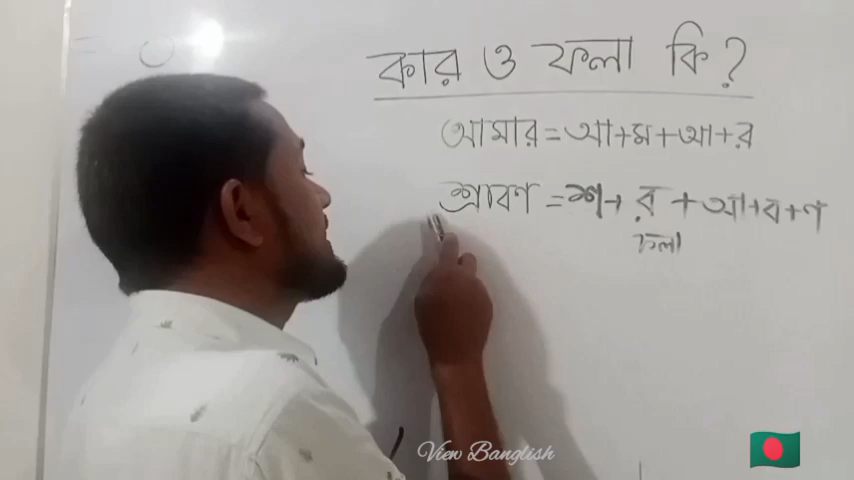 কার ও ফলা কি?
আমার=আ+ম+আ+র
শ্রাবণ =শ+র+আ+ব+ণ
ফলা
View Banglish